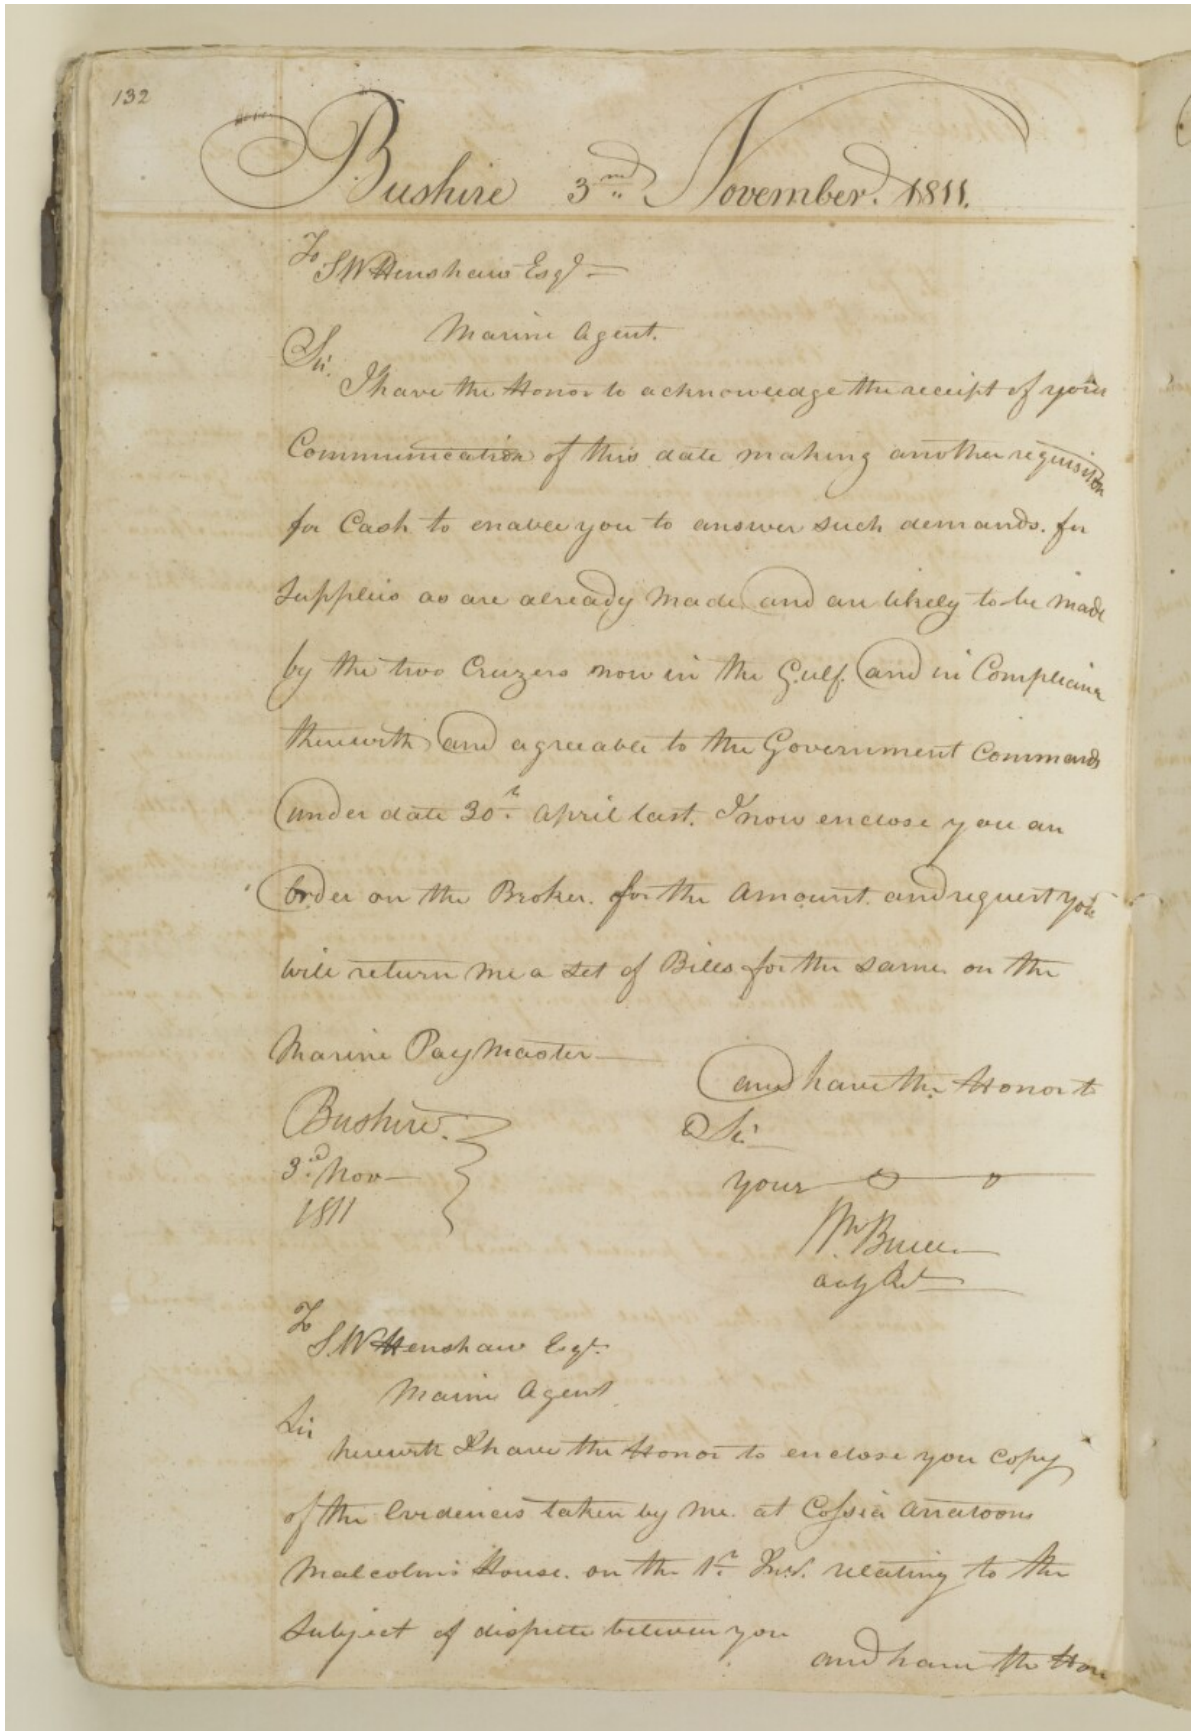 132
Bushire 3nd November. 1811.
To
S W Henshaw Esqr
Marine Agent.
Sir.
I have the Honor to acknowledge the receipt of your
Communication of this date making another requisition
for Cash to enable you to answer such demands. for
Supplies as are already made and are likely to be made
by the two Cruzers now in the Gulf. and in Compliance
therewith and agreeable to the Government Commands
under date 30th April last. I now enclose you an
order on the Broker. for the Amount. and request you
will return me a set of Bills for the same on the
Marine Pay Master
and have the Honor to
Bushire.
3d Nov
1811
Sir
your
Wm Bruce
actg Rt
To
S. W Henshaw Esqr.
Marine Agent
Sir
herewith I have the Honor to enclose you Copy
of the Evidences taken by me. at Cossia Arratoons
Malcolm's House. on the 1st Inst. relating to the
Subject of dispute between you
and have the Hon